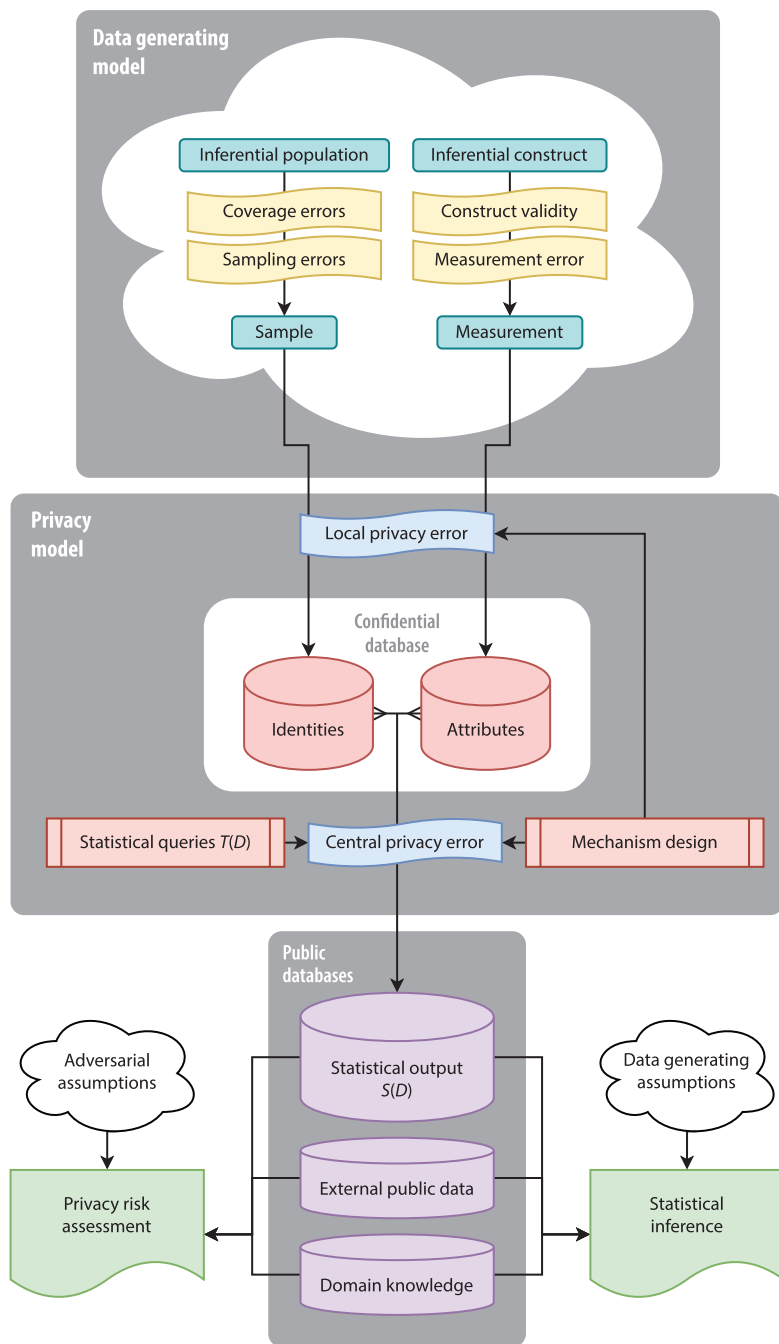 Data generating
model
Inferential population
Inferential construct
Coverage errors
Construct validity
Sampling errors
Measurement error
Sample
Measurement
Privacy
model
Local privacy error
Confidential
database
Identities
Attributes
Statistical queries T(D)
Central privacy error
Mechanism design
Public
databases
Adversarial
assumptions
Statistical output
S(D)
Data generating
assumptions
External public data
Privacy risk
assessment
Statistical
inference
Domain knowledge